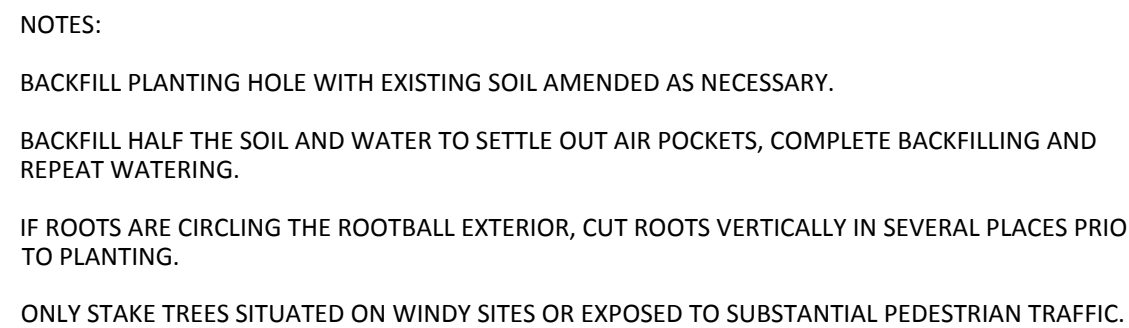 NOTES:
BACKFILL PLANTING HOLE WITH EXISTING SOIL AMENDED AS NECESSARY.
BACKFILL HALF THE SOIL AND WATER TO SETTLE OUT AIR POCKETS, COMPLETE BACKFILLING AND
REPEAT WATERING.
IF ROOTS ARE CIRCLING THE ROOTBALL EXTERIOR, CUT ROOTS VERTICALLY IN SEVERAL PLACES PRIO
TO PLANTING.
ONLY STAKE TREES SITUATED ON WINDY SITES OR EXPOSED TO SUBSTANTIAL PEDESTRIAN TRAFFIC.